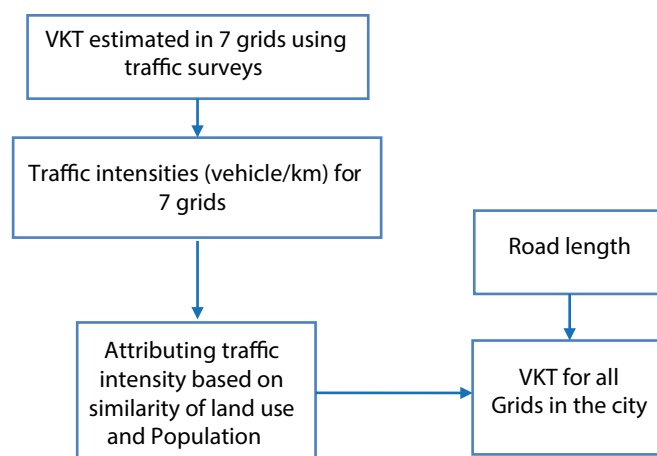 VKT estimated in 7 grids using
traffic surveys
Traffic intensities (vehicle/km) for
7 grids
Road length
Attributing traffic
intensity based on
similarity of land use
and Population
VKT for all
Grids in the city